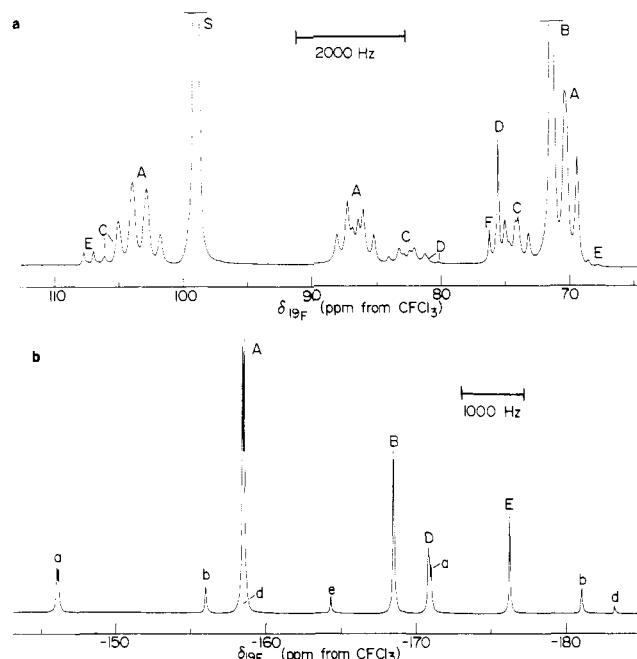 a
S
B
2000 Hz
A
D
A
A
C
E
F
C
C
D
E
110 100 90 80 70
δ19F (ppm from CFCl3)
b
A
1000 Hz
B
E
a
D
a
b
d
e
b
d
-150 -160 -170 -180
δ19F (ppm from CFCl3)